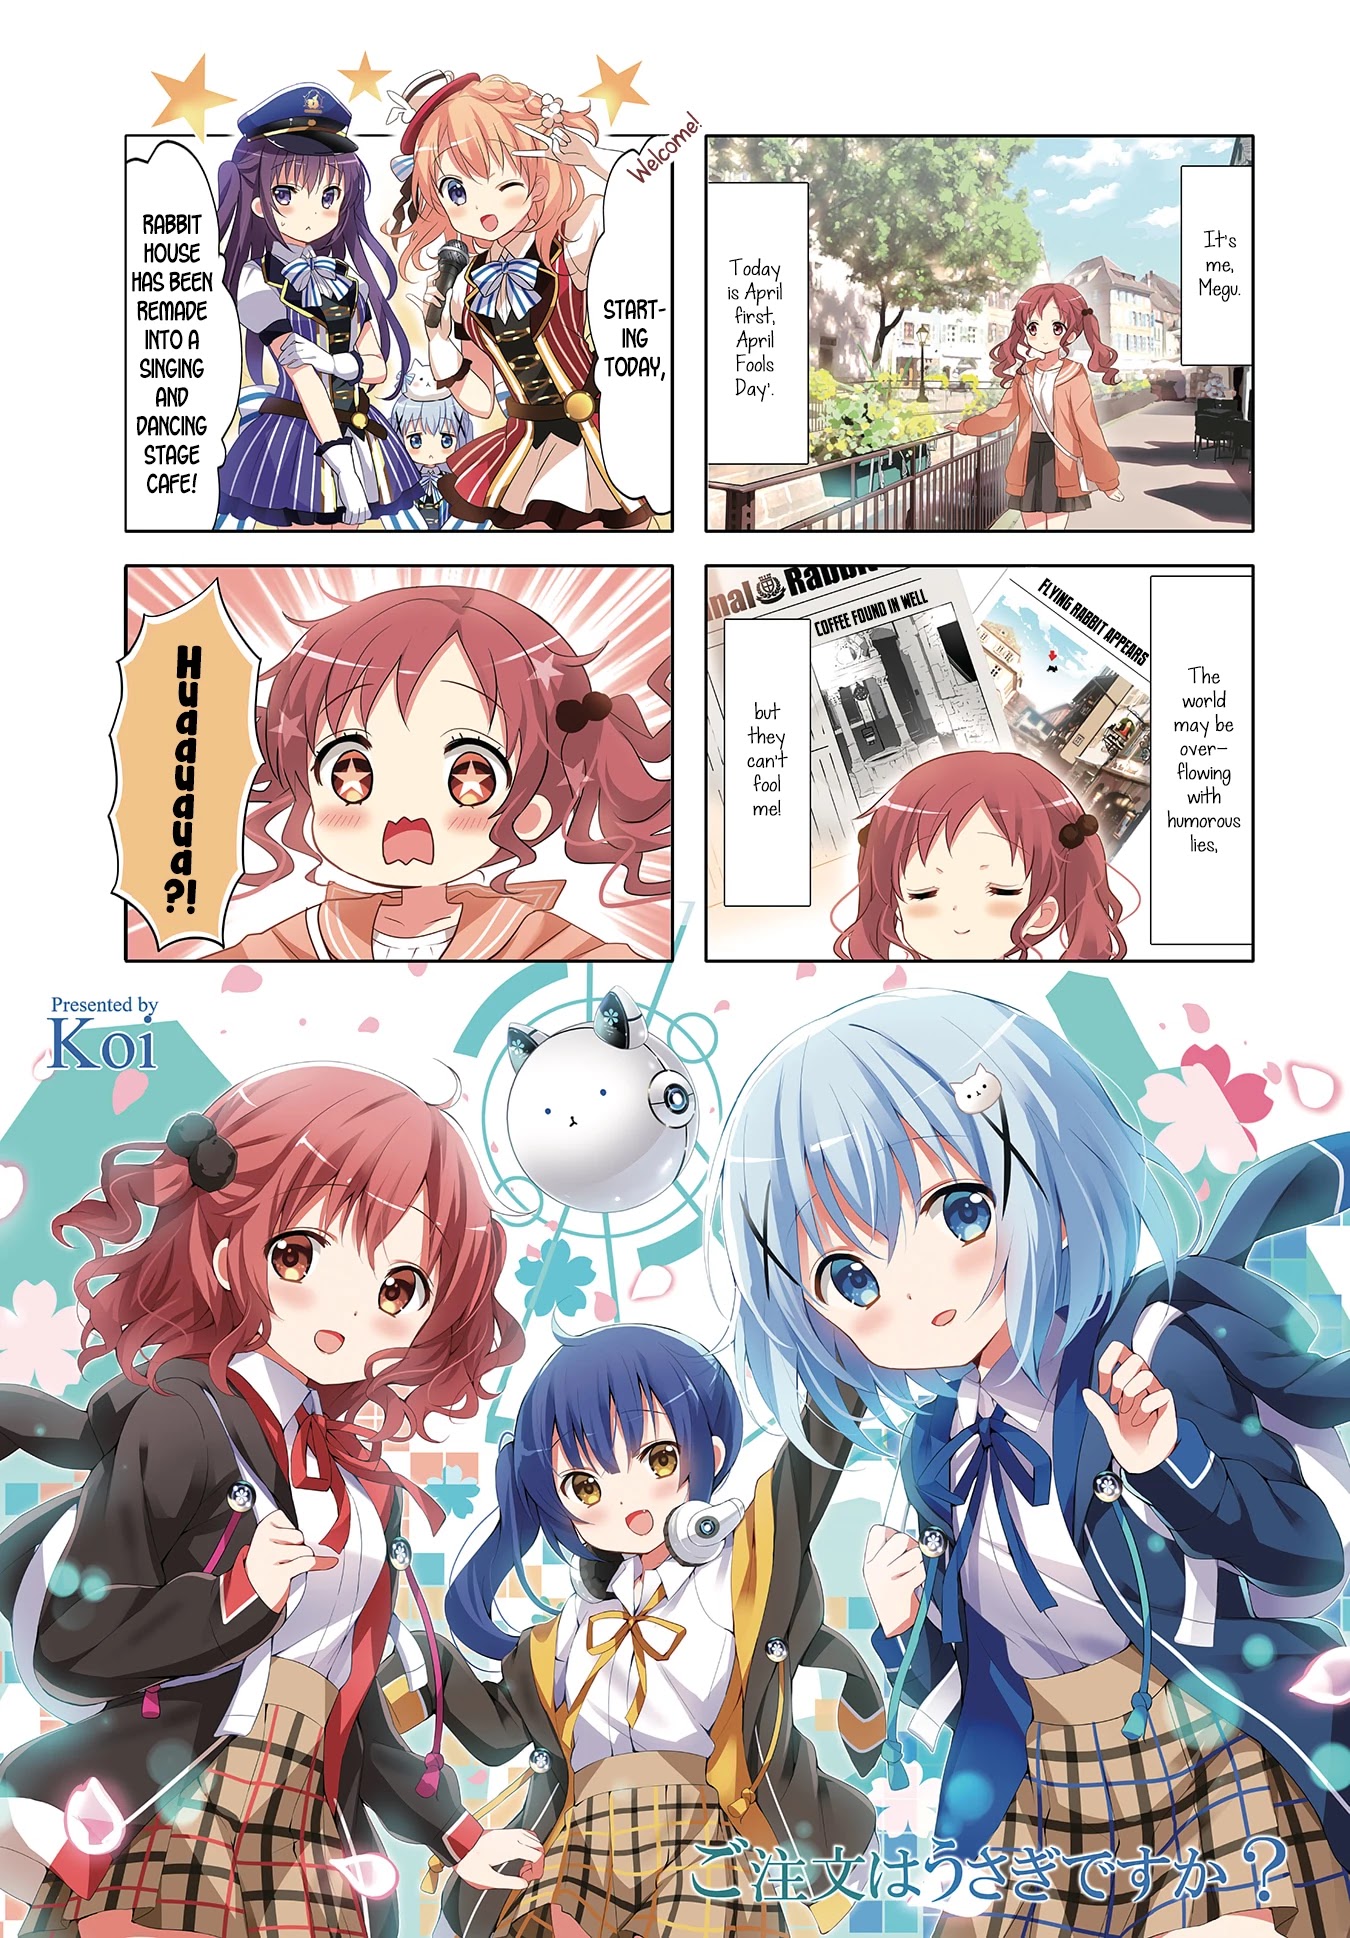 It's
me,
Megu.
Today
is April
first,
April
Fools
Day'.
The
world
may be
over-
flowing
with
humorous
lies,
FLYING RABBIT APPEARS
nal Rabbi
COFFEE FOUND IN WELL
but
they
can't
fool
me!
Welcome!
START-
ING
TODAY,
RABBIT
HOUSE
HAS BEEN
REMADE
INTO A
SINGING
AND
DANCING
STAGE
CAFE!
Huaauaua?!
Presented by
Koi
ご注文はうさぎですか?